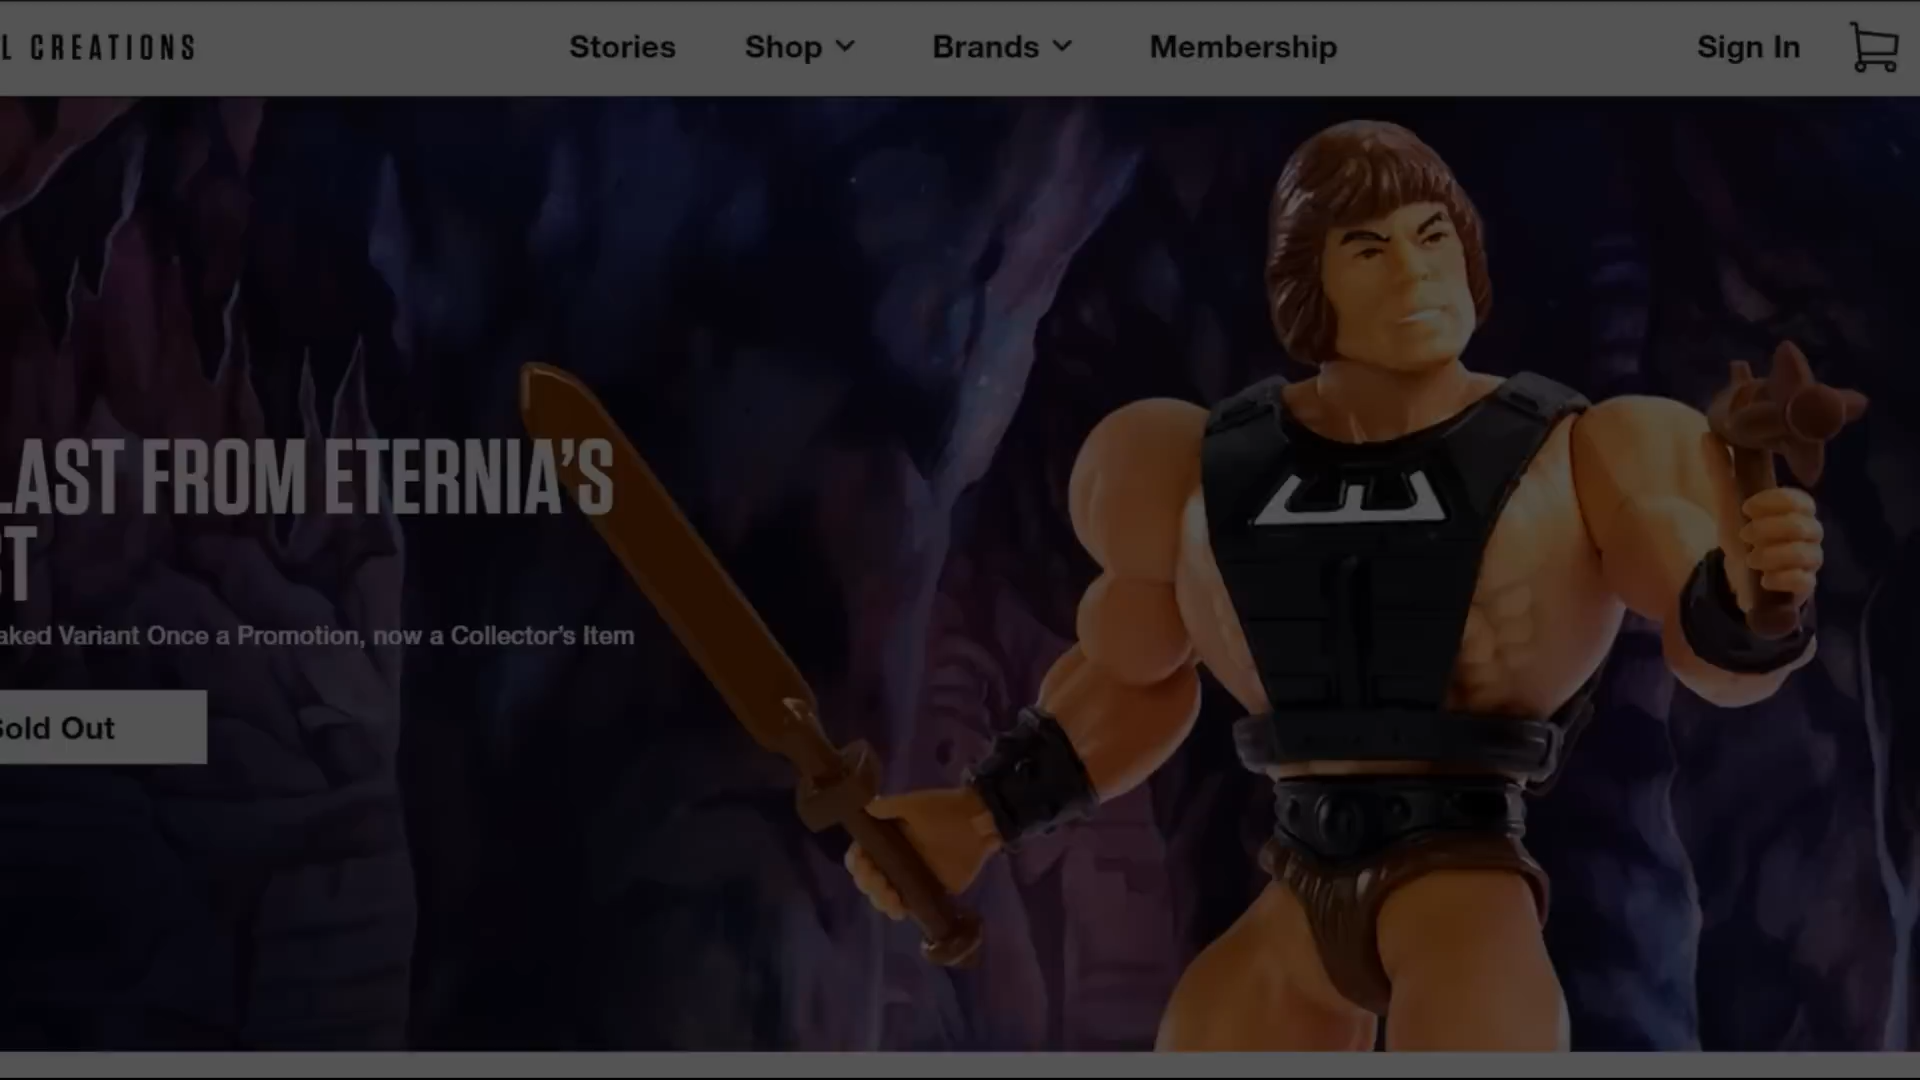 L CREATIONS
Stories
Shop
Brands
Membership
Sign In
LAST FROM ETERNIA'S
ST
aked Variant Once a Promotion, now a Collector's Item
Sold Out